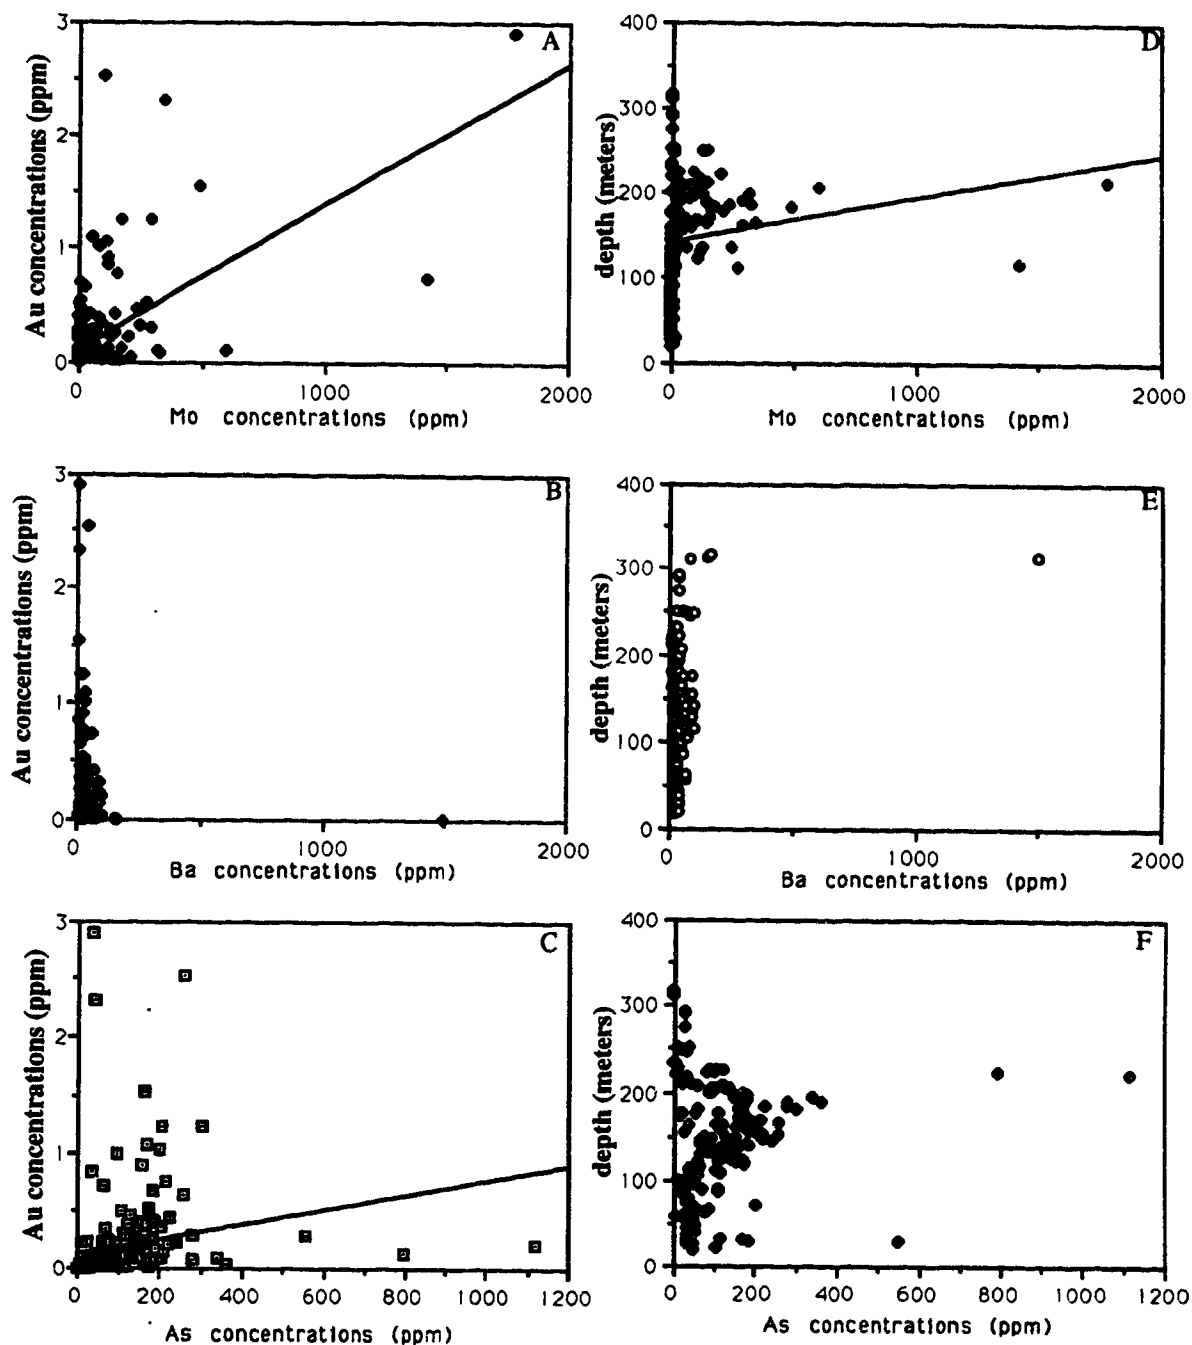 A
Au concentrations (ppm)
3
2
1
0
0 1000 2000
Mo concentrations (ppm)
D
depth (meters)
400
300
200
100
0
0 1000 2000
Mo concentrations (ppm)
B
Au concentrations (ppm)
3
2
1
0
0 1000 2000
Ba concentrations (ppm)
E
depth (meters)
400
300
200
100
0
0 1000 2000
Ba concentrations (ppm)
C
Au concentrations (ppm)
3
2
1
0
0 200 400 600 800 1000 1200
As concentrations (ppm)
F
depth (meters)
400
300
200
100
0
0 200 400 600 800 1000 1200
As concentrations (ppm)